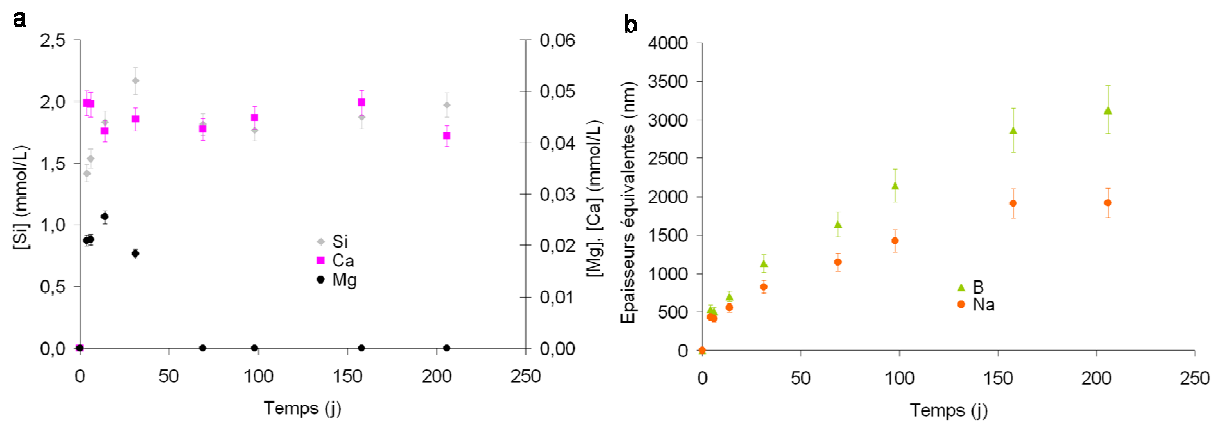 a
2,5
2,0
1,5
1,0
0,5
0,0
[Si] (mmol/L)
0,06
0,05
0,04
0,03
0,02
0,01
0,00
[Mg], [Ca] (mmol/L)
Si
Ca
Mg
0 50 100 150 200 250
Temps (j)
b
4000
3500
3000
2500
2000
1500
1000
500
0
Epaisseurs équivalentes (nm)
B
Na
0 50 100 150 200 250
Temps (j)